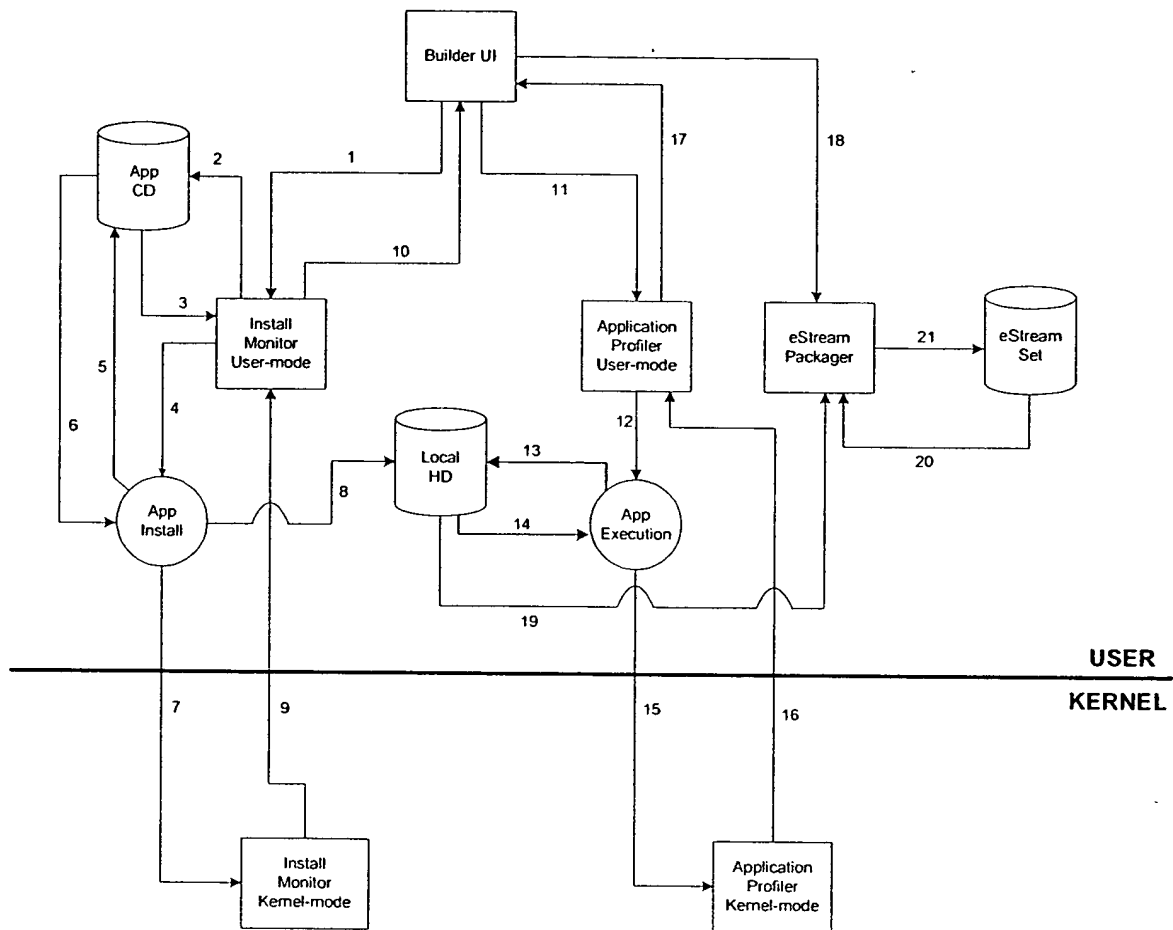 Builder UI
17
18
1
2
App
CD
11
10
3
Install
Monitor
User-mode
Application
Profiler
User-mode
eStream
Packager
21
eStream
Set
5
4
6
12
20
Local
HD
13
8
App
Install
14
App
Execution
19
USER
KERNEL
7
9
15
16
Install
Monitor
Kernel-mode
Application
Profiler
Kernel-mode